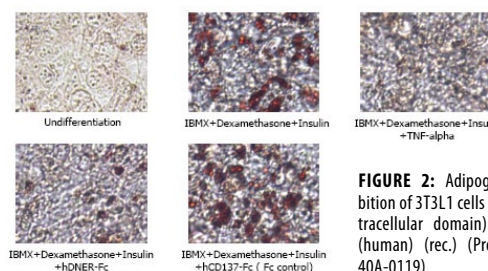 Undifferentiation
IBMX+Dexamethasone+Insulin
IBMX+Dexamethasone+Insu
+TNF-alpha
IBMX+Dexamethasone+Insulin
+hDNER-Fc
IBMX+Dexamethasone+Insulin
+hCD137-Fc ( Fc control)
FIGURE 2: Adipog
bition of 3T3L1 cells
tracellular domain)
(human) (rec.) (Pro
40A-0119)